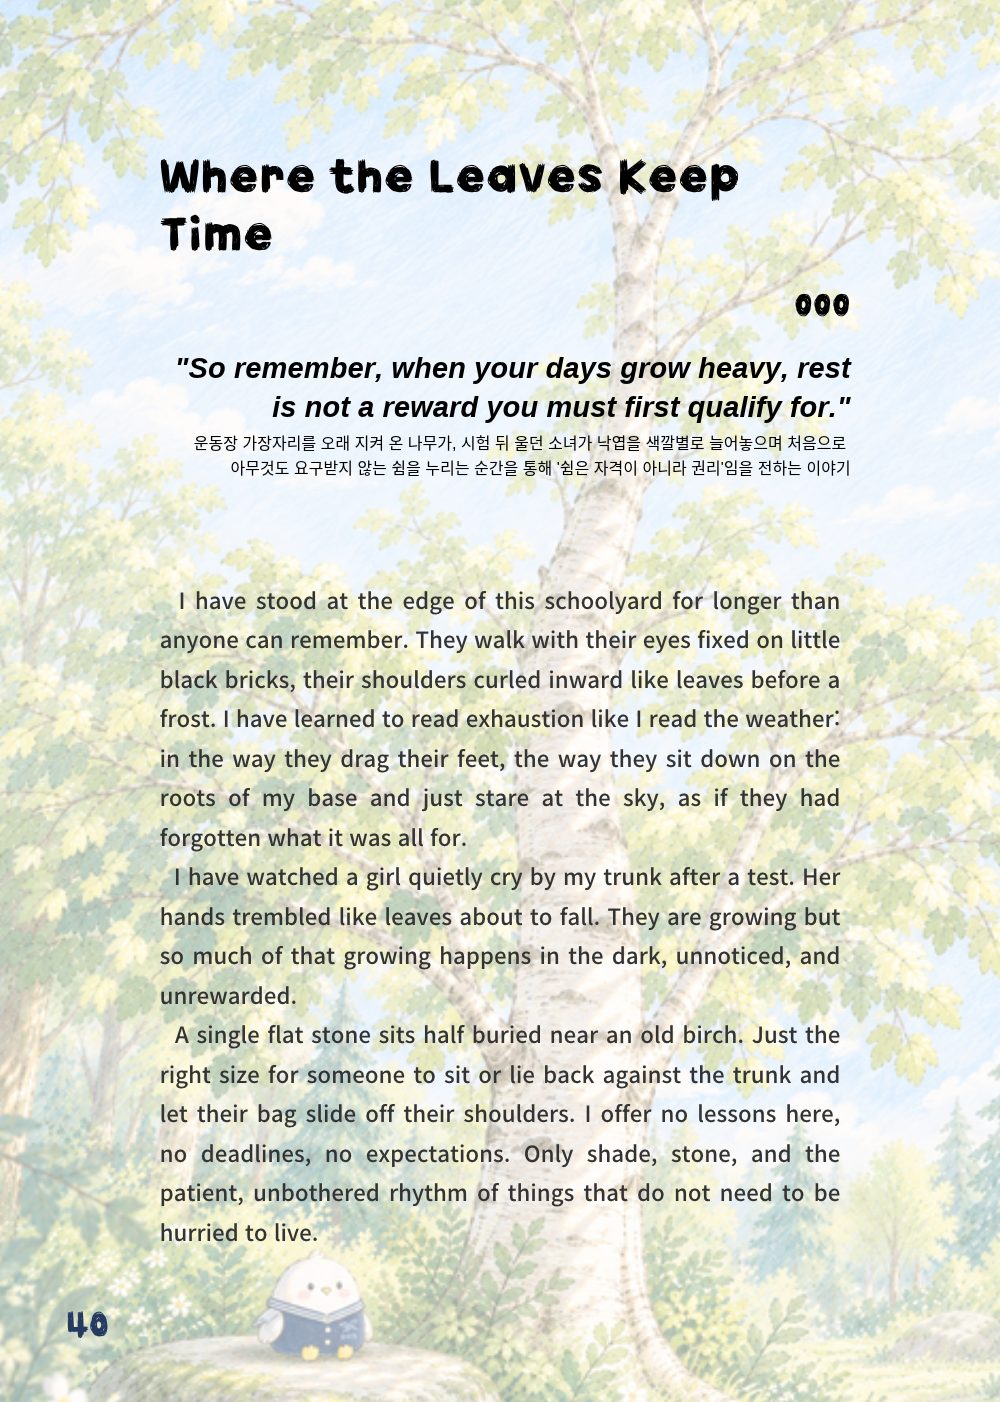 Where the Leaves Keep
Time
000
"So remember, when your days grow heavy, rest
is not a reward you must first qualify for."
운동장 가장자리를 오래 지켜 온 나무가, 시험 뒤 울던 소녀가 낙엽을 색깔별로 늘어놓으며 처음으로
아무것도 요구받지 않는 쉼을 누리는 순간을 통해 '쉼은 자격이 아니라 권리'임을 전하는 이야기
I have stood at the edge of this schoolyard for longer than
anyone can remember. They walk with their eyes fixed on little
black bricks, their shoulders curled inward like leaves before a
frost. I have learned to read exhaustion like I read the weather:
in the way they drag their feet, the way they sit down on the
roots of my base and just stare at the sky, as if they had
forgotten what it was all for.
I have watched a girl quietly cry by my trunk after a test. Her
hands trembled like leaves about to fall. They are growing but
so much of that growing happens in the dark, unnoticed, and
unrewarded.
A single flat stone sits half buried near an old birch. Just the
right size for someone to sit or lie back against the trunk and
let their bag slide off their shoulders. I offer no lessons here,
no deadlines, no expectations. Only shade, stone, and the
patient, unbothered rhythm of things that do not need to be
hurried to live.
40